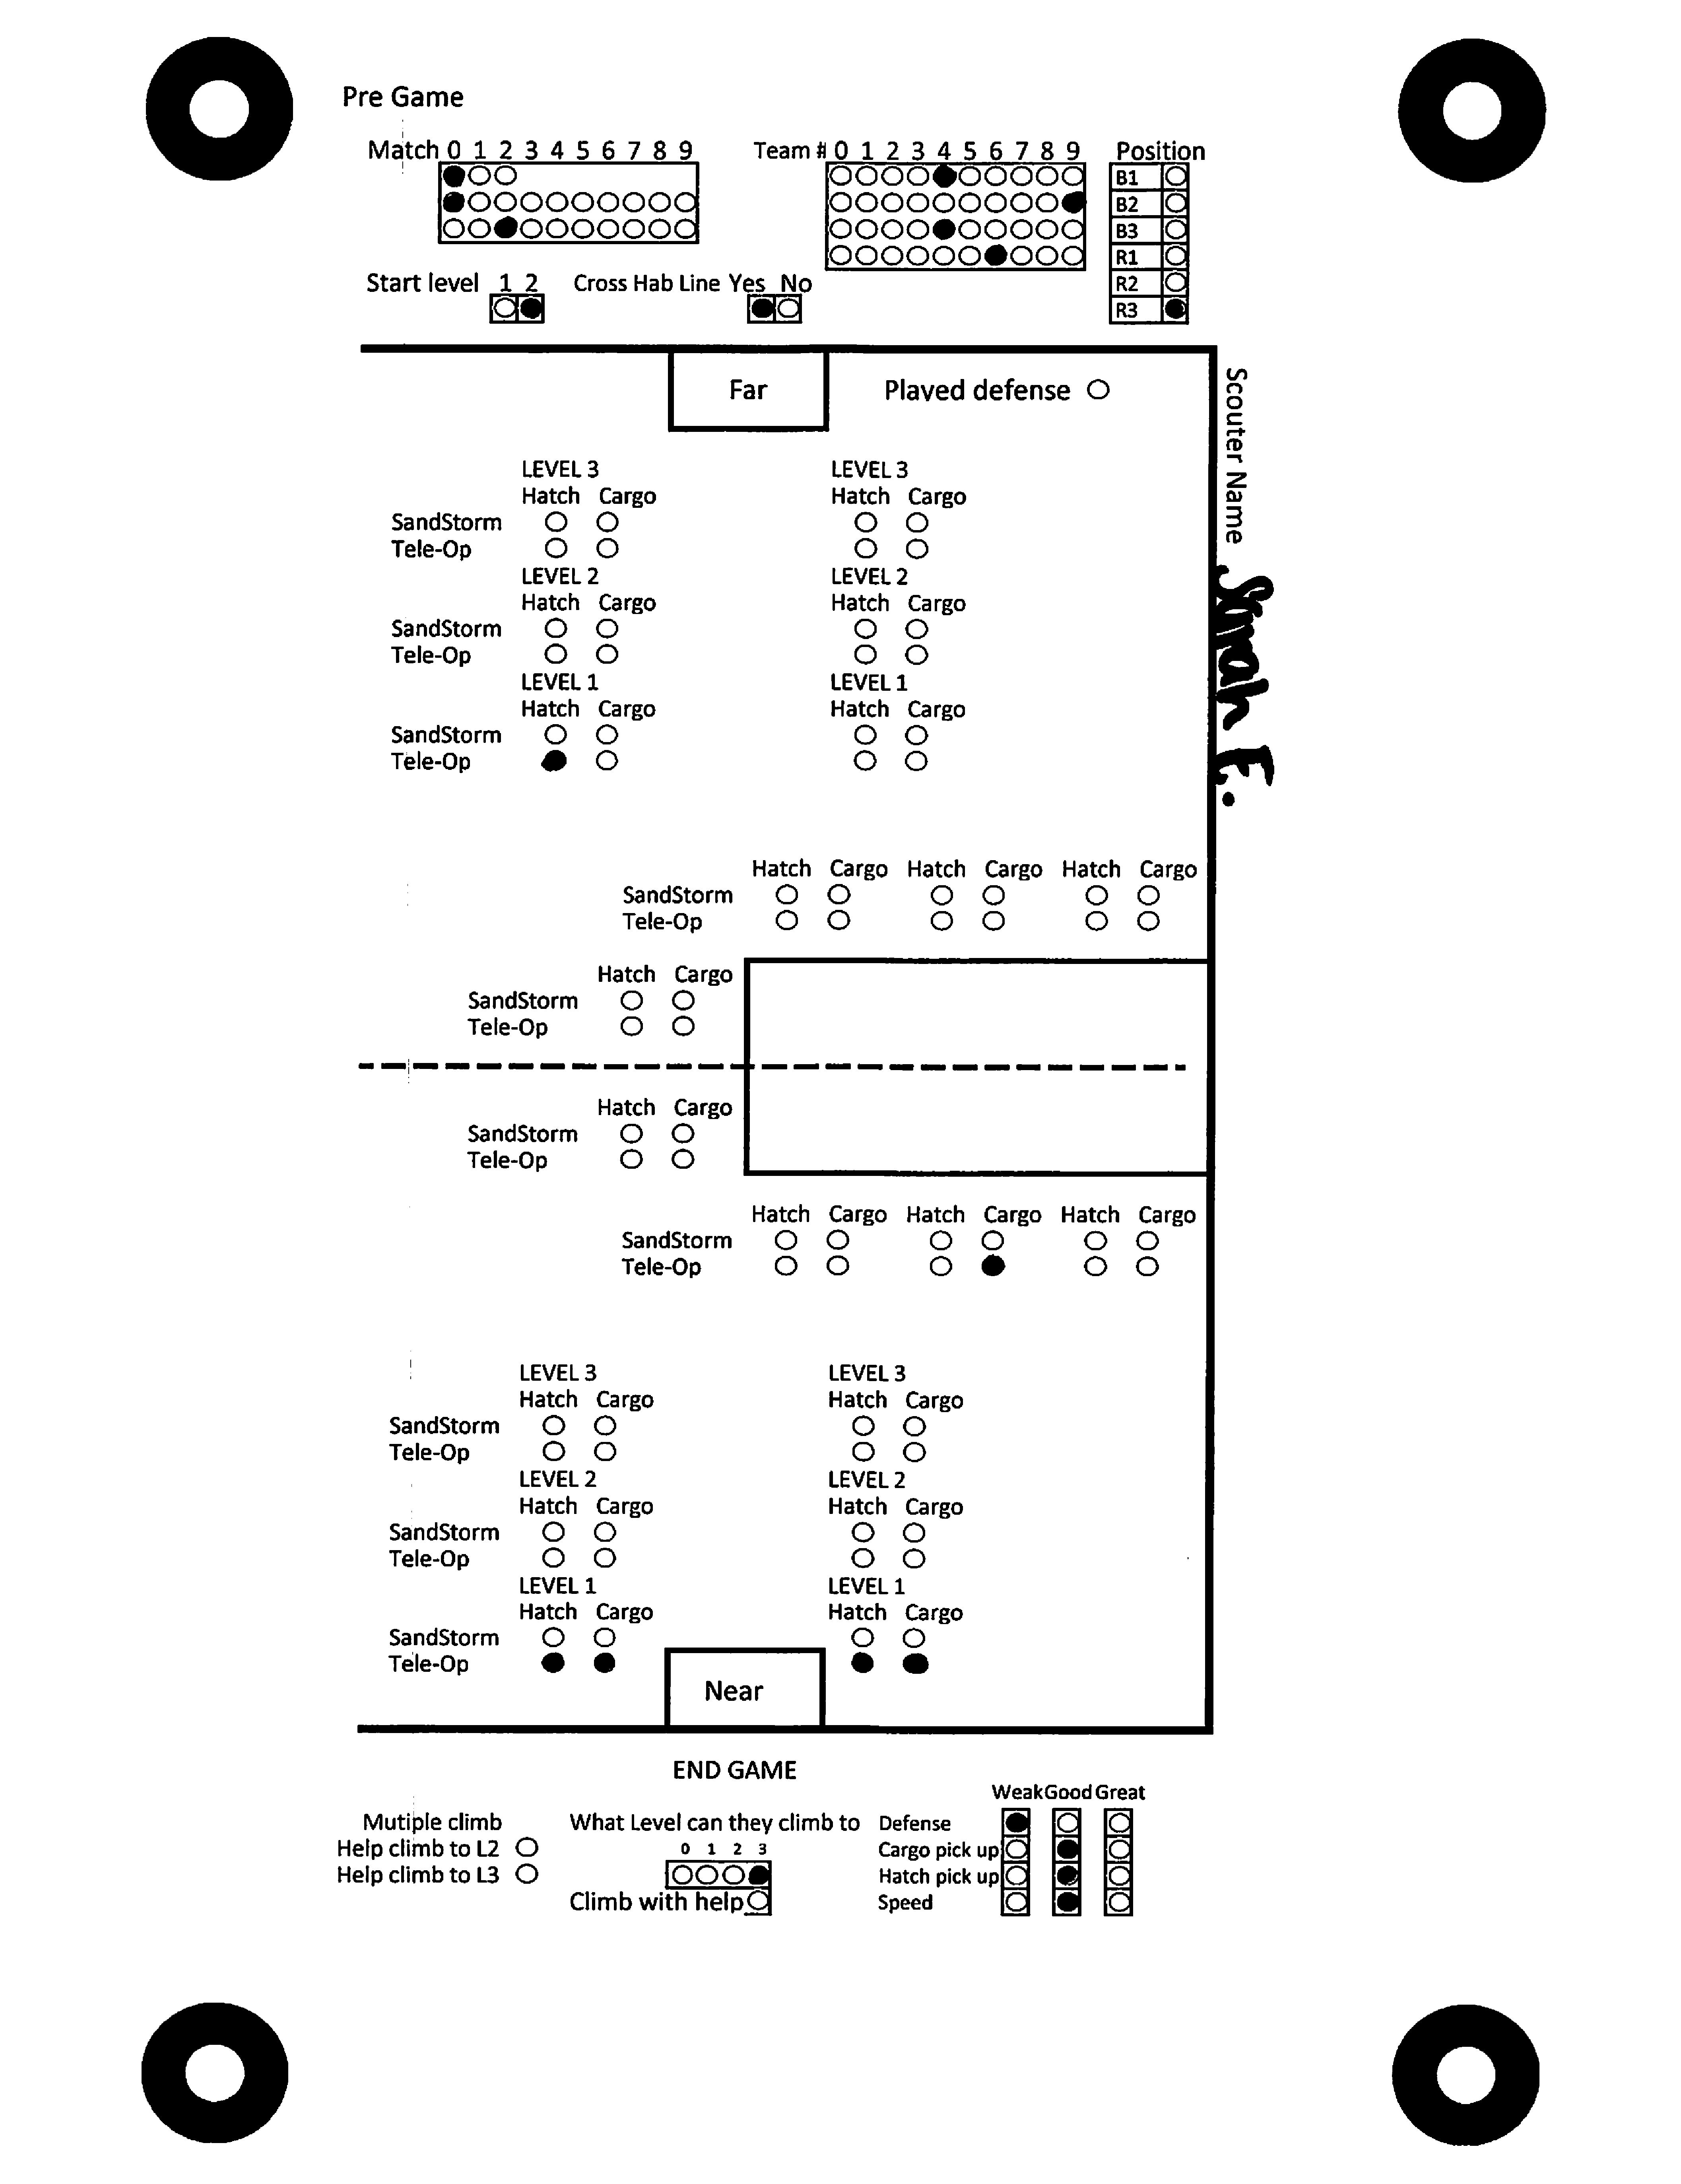 Pre Game
Match 0 1 2 3 4 5 6 7 8 9
Team # 0 1 2 3 4 5 6 7 8 9
Position
B1
B2
B3
R1
R2
R3
Start level 1 2
Cross Hab Line Yes No
Far
Played defense
Scouter Name
Sarah E.
LEVEL 3 LEVEL 3
Hatch Cargo Hatch Cargo
SandStorm
Tele-Op
LEVEL 2 LEVEL 2
Hatch Cargo Hatch Cargo
SandStorm
Tele-Op
LEVEL 1 LEVEL 1
Hatch Cargo Hatch Cargo
SandStorm
Tele-Op
Hatch Cargo Hatch Cargo Hatch Cargo
SandStorm
Tele-Op
Hatch Cargo
SandStorm
Tele-Op
Hatch Cargo
SandStorm
Tele-Op
Hatch Cargo Hatch Cargo Hatch Cargo
SandStorm
Tele-Op
LEVEL 3 LEVEL 3
Hatch Cargo Hatch Cargo
SandStorm
Tele-Op
LEVEL 2 LEVEL 2
Hatch Cargo Hatch Cargo
SandStorm
Tele-Op
LEVEL 1 LEVEL 1
Hatch Cargo Hatch Cargo
SandStorm
Tele-Op
Near
END GAME
Mutiple climb
Help climb to L2
Help climb to L3
What Level can they climb to
0 1 2 3
Climb with help
Weak Good Great
Defense
Cargo pick up
Hatch pick up
Speed